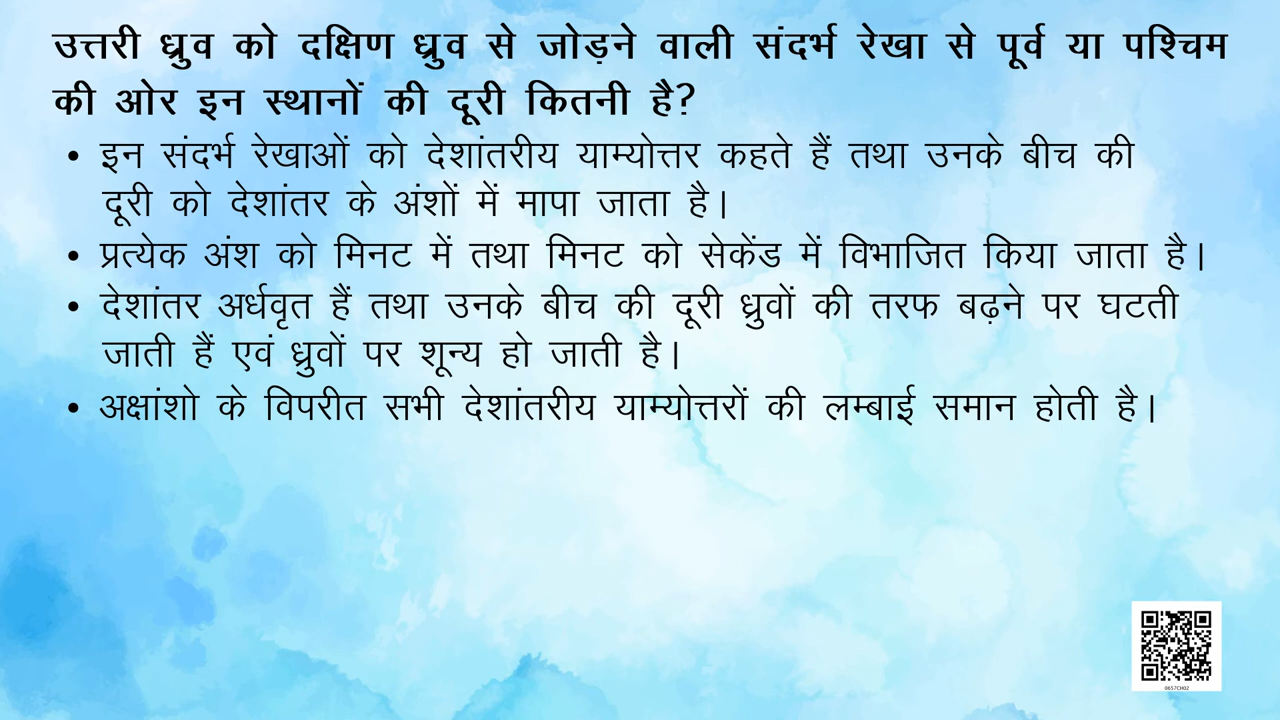 उत्तरी ध्रुव को दक्षिण ध्रुव से जोड़ने वाली संदर्भ रेखा से पूर्व या पश्चिम
की ओर इन स्थानों की दूरी कितनी है?
• इन संदर्भ रेखाओं को देशांतरीय याम्योत्तर कहते हैं तथा उनके बीच की
दूरी को देशांतर के अंशों में मापा जाता है।
• प्रत्येक अंश को मिनट में तथा मिनट को सेकेंड में विभाजित किया जाता है।
• देशांतर अर्धवृत हैं तथा उनके बीच की दूरी ध्रुवों की तरफ बढ़ने पर घटती
जाती हैं एवं ध्रुवों पर शून्य हो जाती है।
• अक्षांशो के विपरीत सभी देशांतरीय याम्योत्तरों की लम्बाई समान होती है।
0657CH02